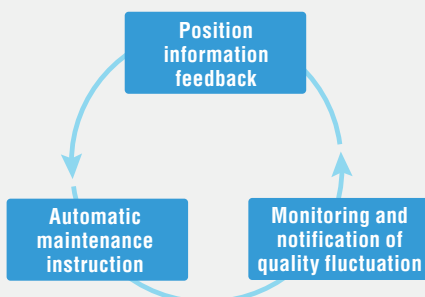 Position
information
feedback
Automatic
maintenance
instruction
Monitoring and
notification of
quality fluctuation